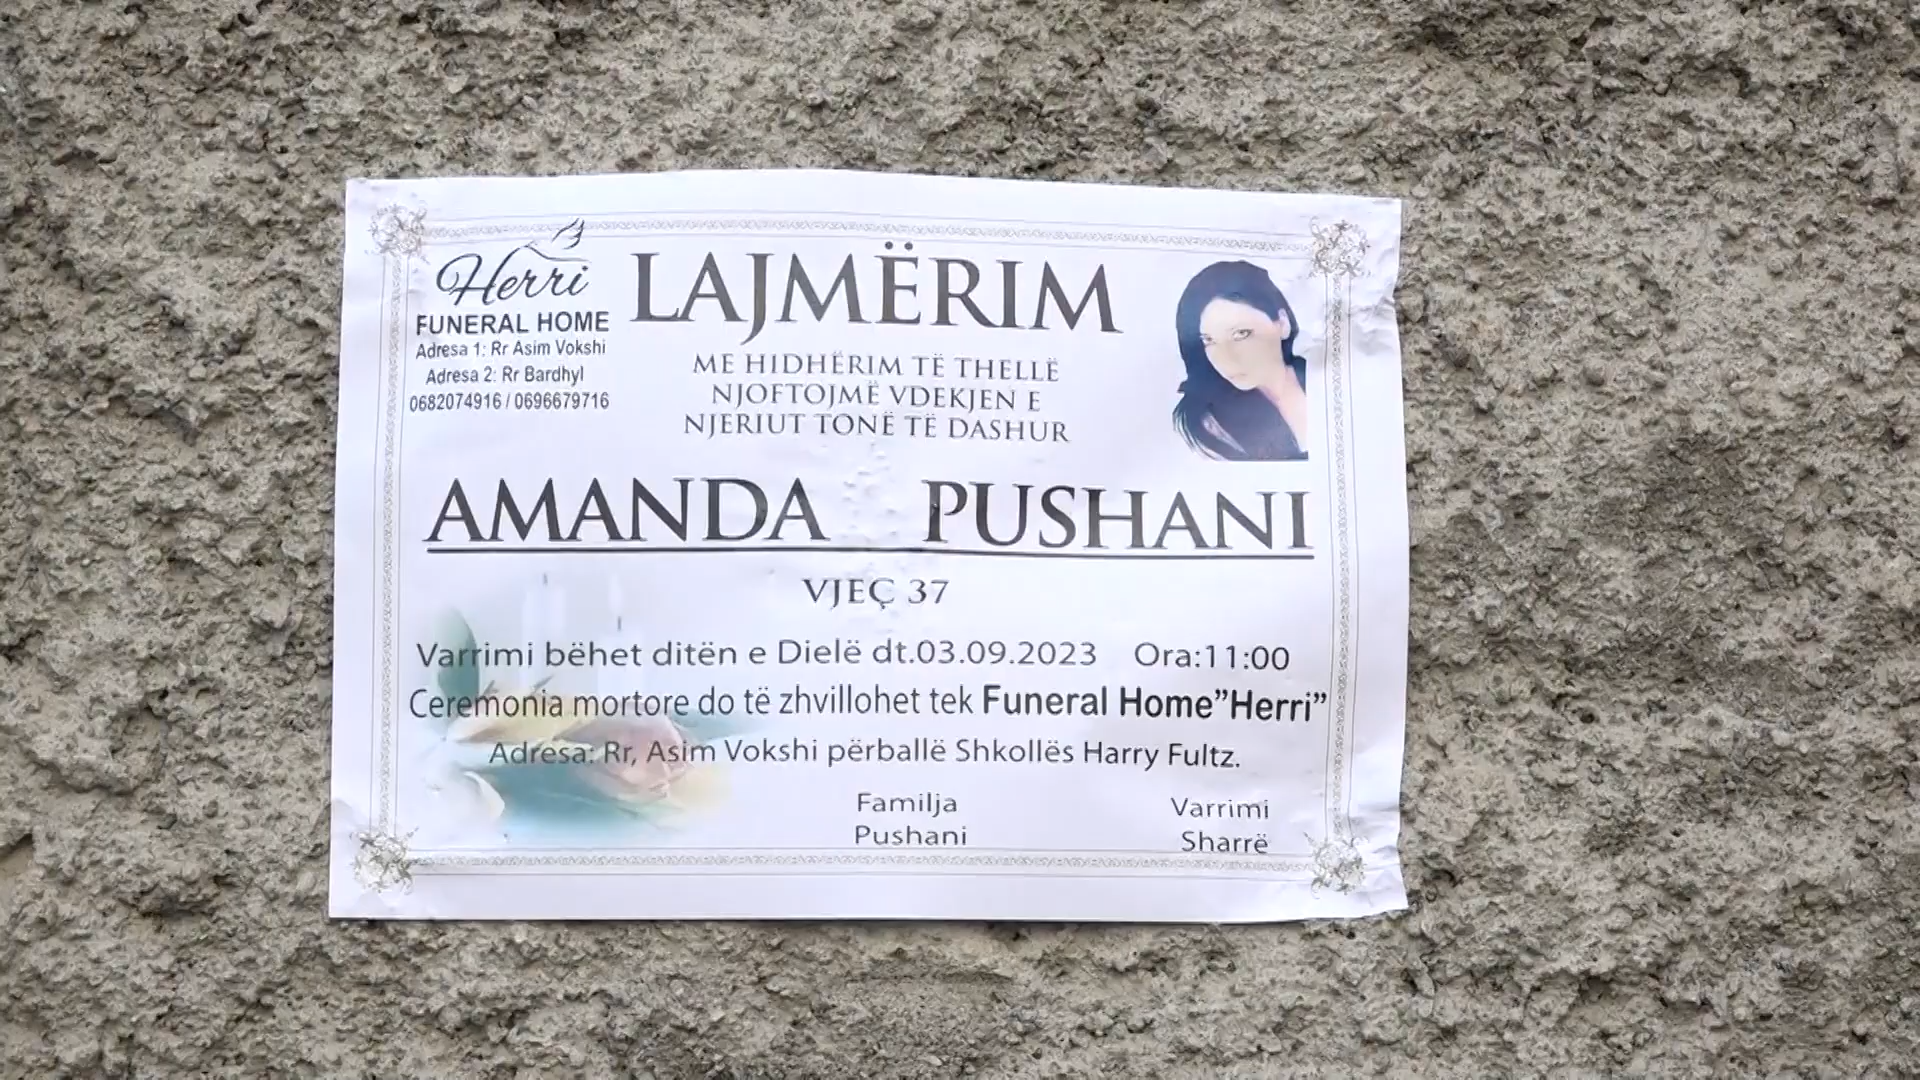 Herri
FUNERAL HOME
Adresa 1: Rr Asim Vokshi
Adresa 2: Rr Bardhyl
0682074916 / 0696679716
LAJMËRIM
ME HIDHËRIM TË THELLË
NJOFTOJMË VDEKJEN E
NJERIUT TONË TË DASHUR
AMANDA PUSHANI
VJEÇ 37
Varrimi bëhet ditën e Dielë dt.03.09.2023 Ora:11:00
Ceremonia mortore do të zhvillohet tek Funeral Home”Herri”
Adresa: Rr, Asim Vokshi përballë Shkollës Harry Fultz.
Familja
Pushani
Varrimi
Sharrë